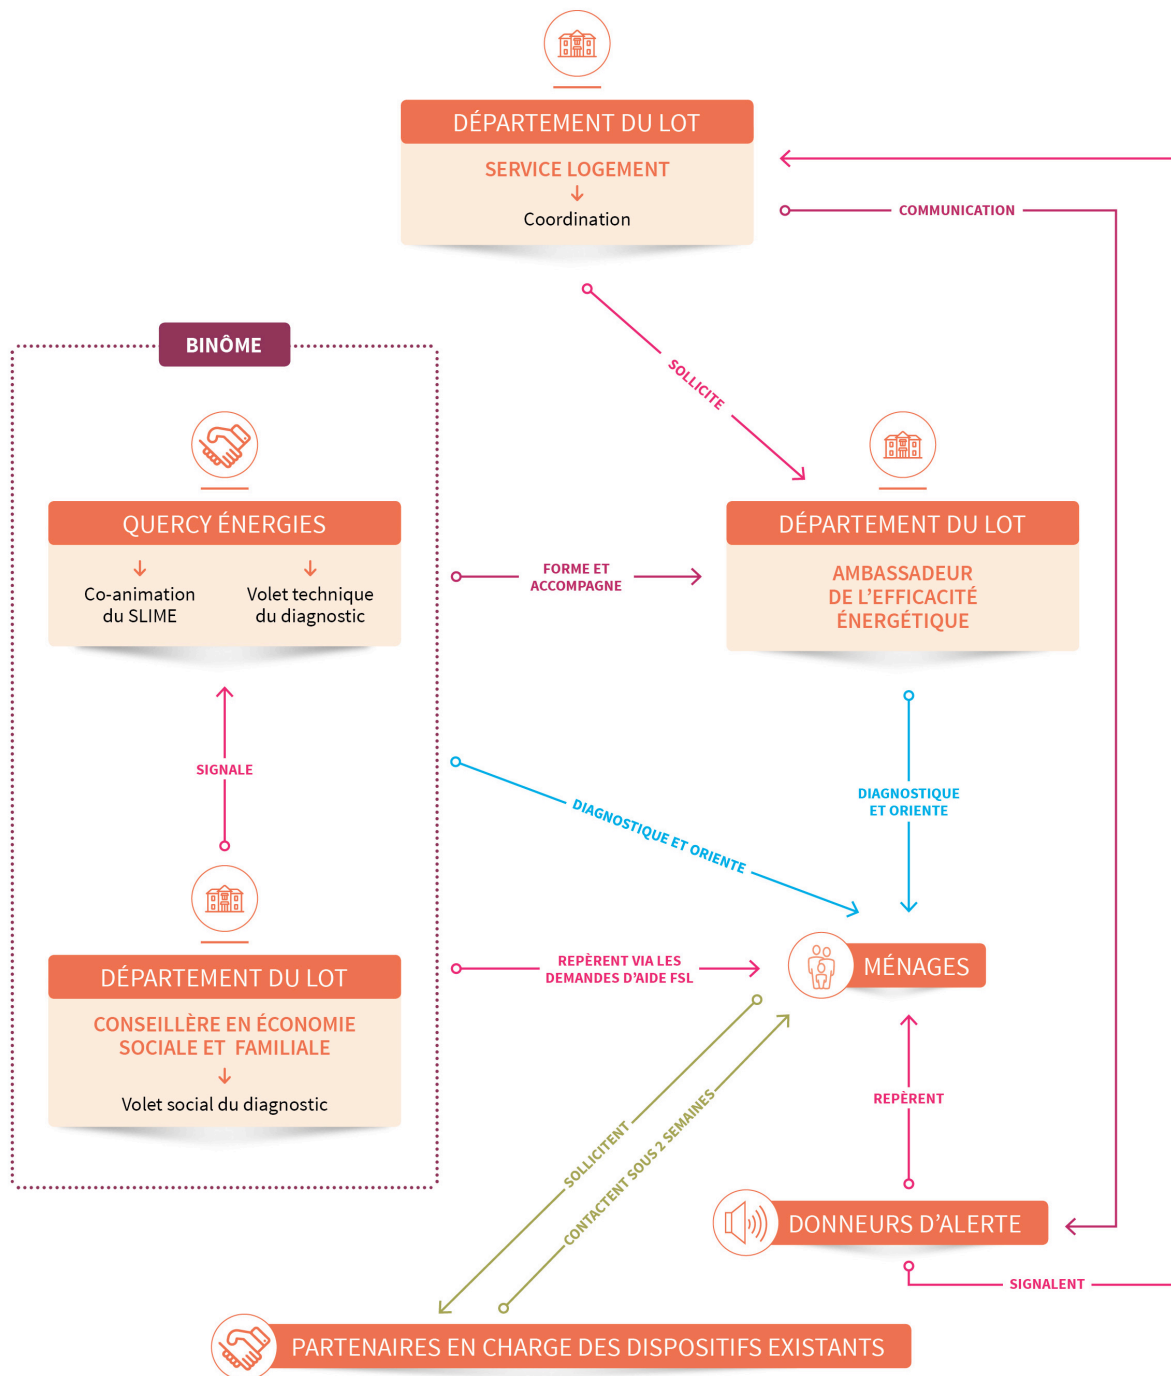 DÉPARTEMENT DU LOT
SERVICE LOGEMENT
Coordination
COMMUNICATION
SOLLICITE
BINÔME
QUERCY ÉNERGIES
Co-animation
du SLIME
Volet technique
du diagnostic
FORME ET
ACCOMPAGNE
DÉPARTEMENT DU LOT
AMBASSADEUR
DE L'EFFICACITÉ
ÉNERGÉTIQUE
SIGNALE
DIAGNOSTIQUE ET ORIENTE
DIAGNOSTIQUE
ET ORIENTE
DÉPARTEMENT DU LOT
CONSEILLÈRE EN ÉCONOMIE
SOCIALE ET FAMILIALE
Volet social du diagnostic
REPÈRENT VIA LES
DEMANDES D'AIDE FSL
MÉNAGES
SOLLICITENT
CONTACTENT SOUS 2 SEMAINES
REPÈRENT
DONNEURS D'ALERTE
SIGNALENT
PARTENAIRES EN CHARGE DES DISPOSITIFS EXISTANTS